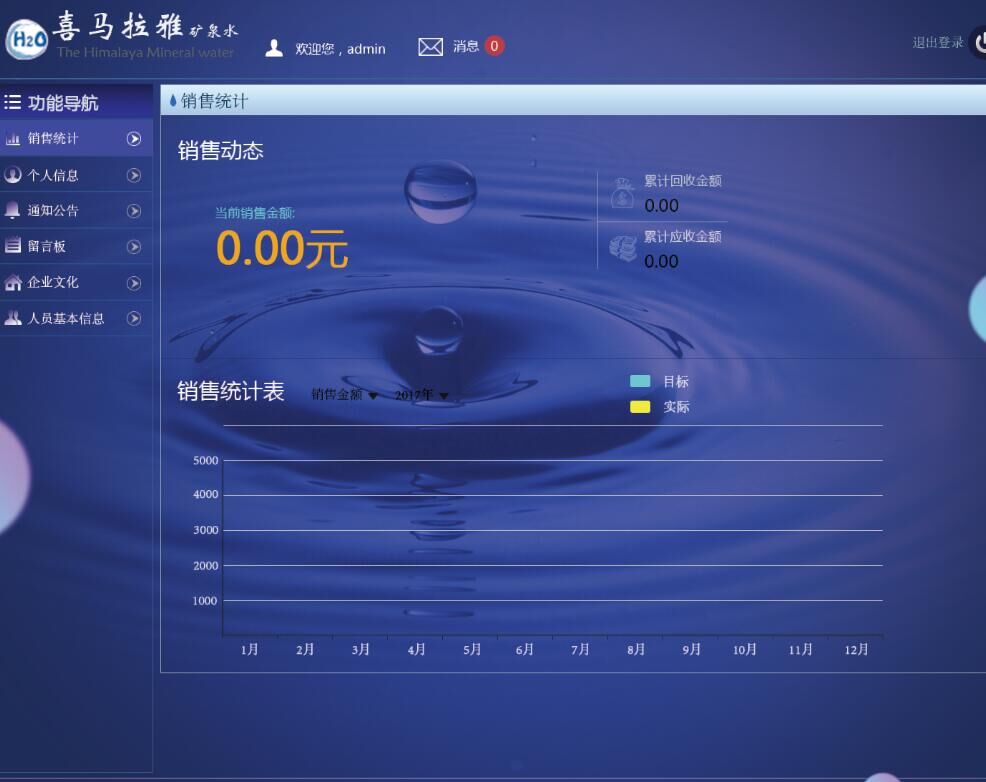 H2O
喜马拉雅矿泉水
The Himalaya Mineral water
欢迎您，admin
消息 0
退出登录
功能导航
销售统计
个人信息
通知公告
留言板
企业文化
人员基本信息
销售统计
销售动态
当前销售金额:
0.00元
累计回收金额
0.00
累计应收金额
0.00
销售统计表
销售金额
2017年
目标
实际
5000
4000
3000
2000
1000
1月 2月 3月 4月 5月 6月 7月 8月 9月 10月 11月 12月